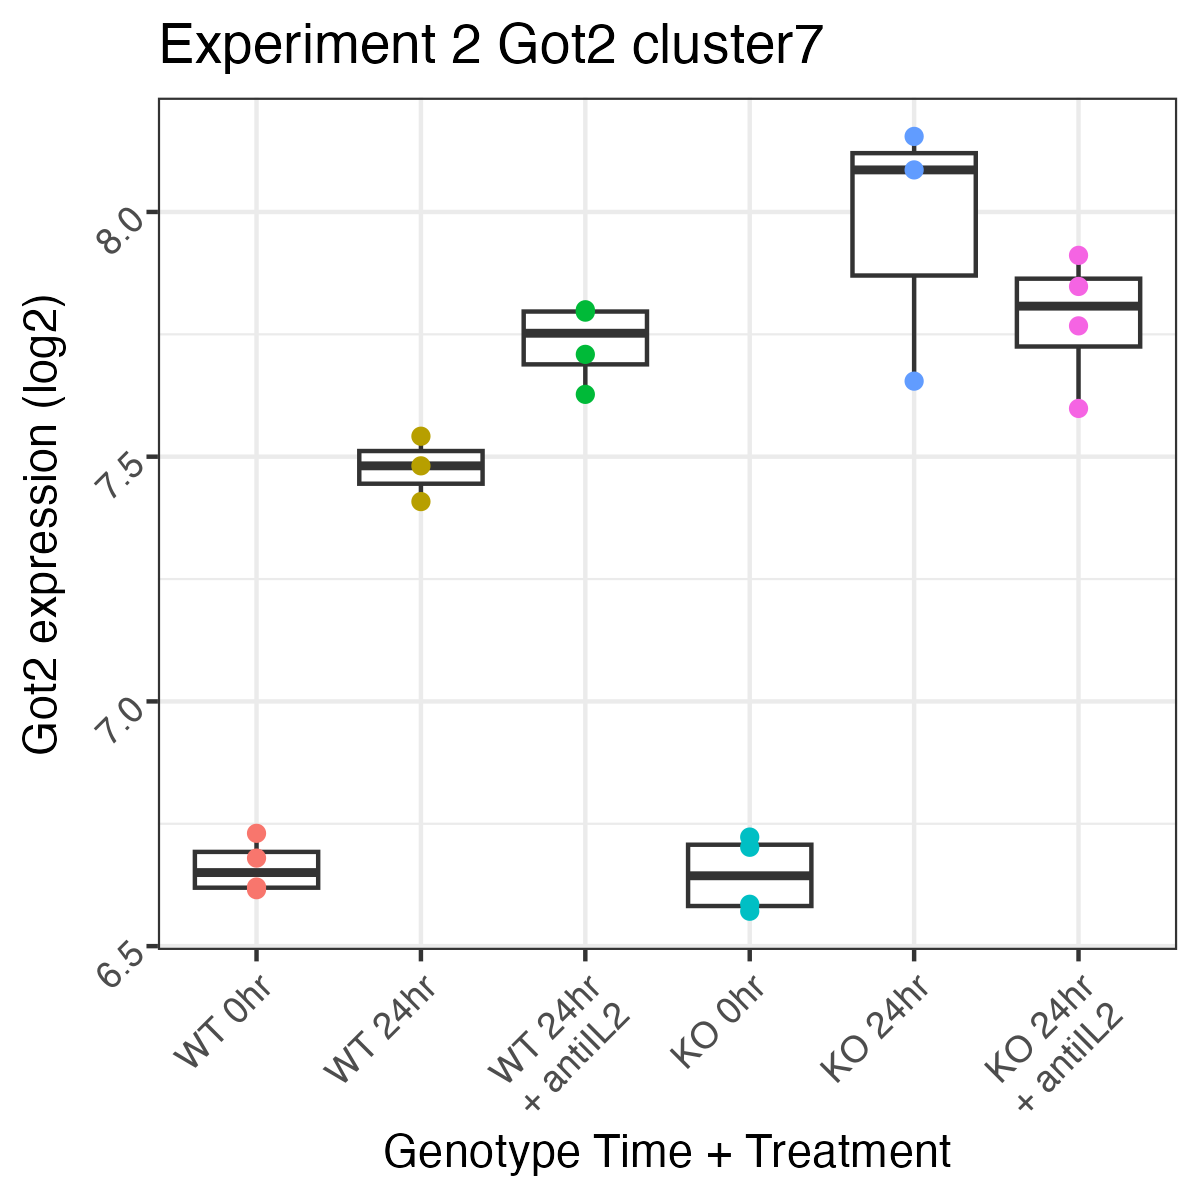 Experiment 2 Got2 cluster7
Got2 expression (log2)
8.0
7.5
7.0
6.5
WT 0hr
WT 24hr
WT 24hr
+ antiIL2
KO 0hr
KO 24hr
KO 24hr
+ antiIL2
Genotype Time + Treatment